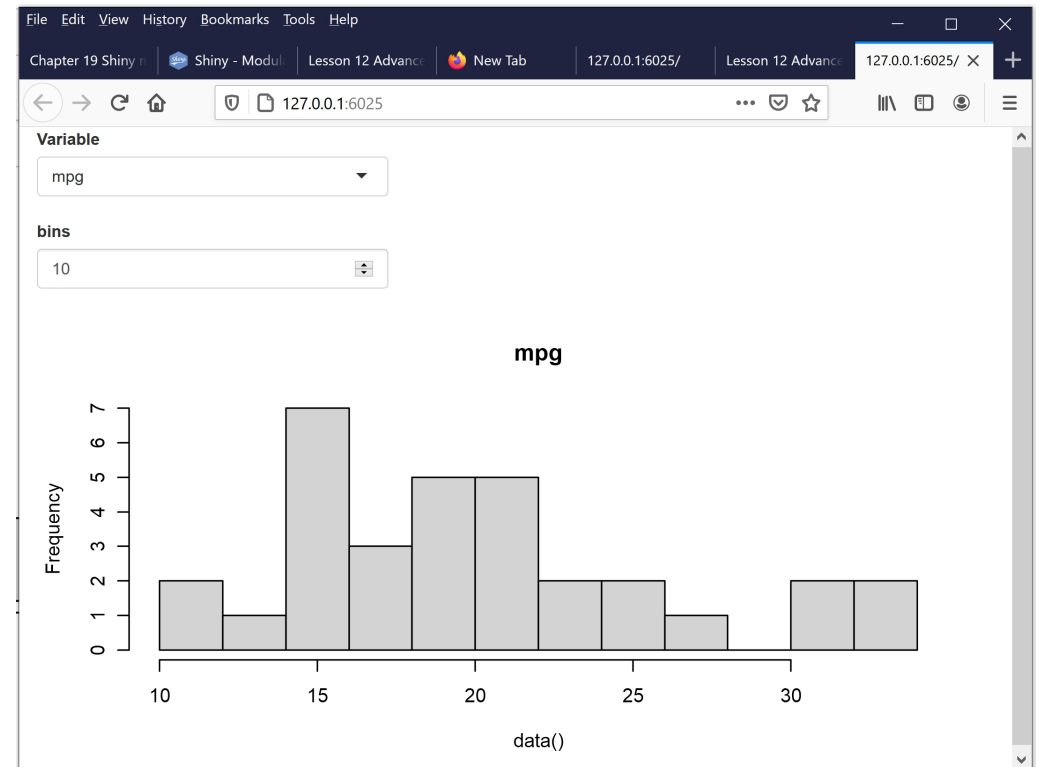 File Edit View History Bookmarks Tools Help
Chapter 19 Shiny Shiny - Modul Lesson 12 Advance New Tab 127.0.0.1:6025/ Lesson 12 Advance 127.0.0.1:6025/
127.0.0.1:6025
Variable
mpg
bins
10
mpg
Frequency
7
6
5
4
3
2
1
0
10 15 20 25 30
data()